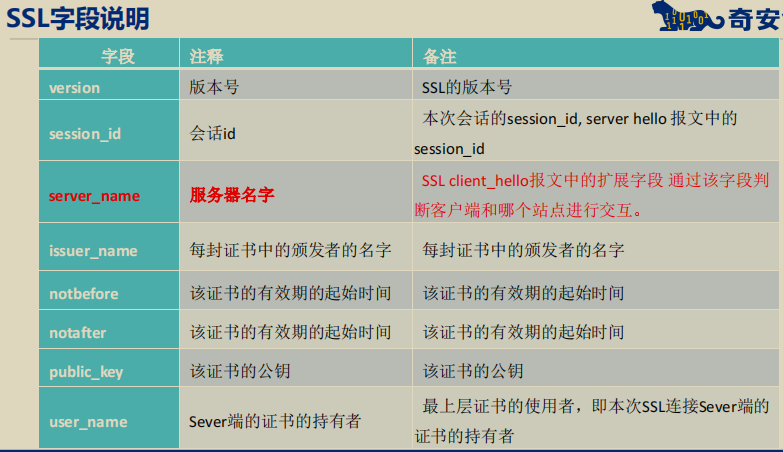 SSL字段说明
奇安
字段 注释 备注
version 版本号 SSL的版本号
session_id 会话id 本次会话的session_id, server hello 报文中的
session_id
server_name 服务器名字 SSL client_hello报文中的扩展字段 通过该字段判
断客户端和哪个站点进行交互。
issuer_name 每封证书中的颁发者的名字 每封证书中的颁发者的名字
notbefore 该证书的有效期的起始时间 该证书的有效期的起始时间
notafter 该证书的有效期的起始时间 该证书的有效期的起始时间
public_key 该证书的公钥 该证书的公钥
user_name Sever端的证书的持有者 最上层证书的使用者，即本次SSL连接Sever端的
证书的持有者